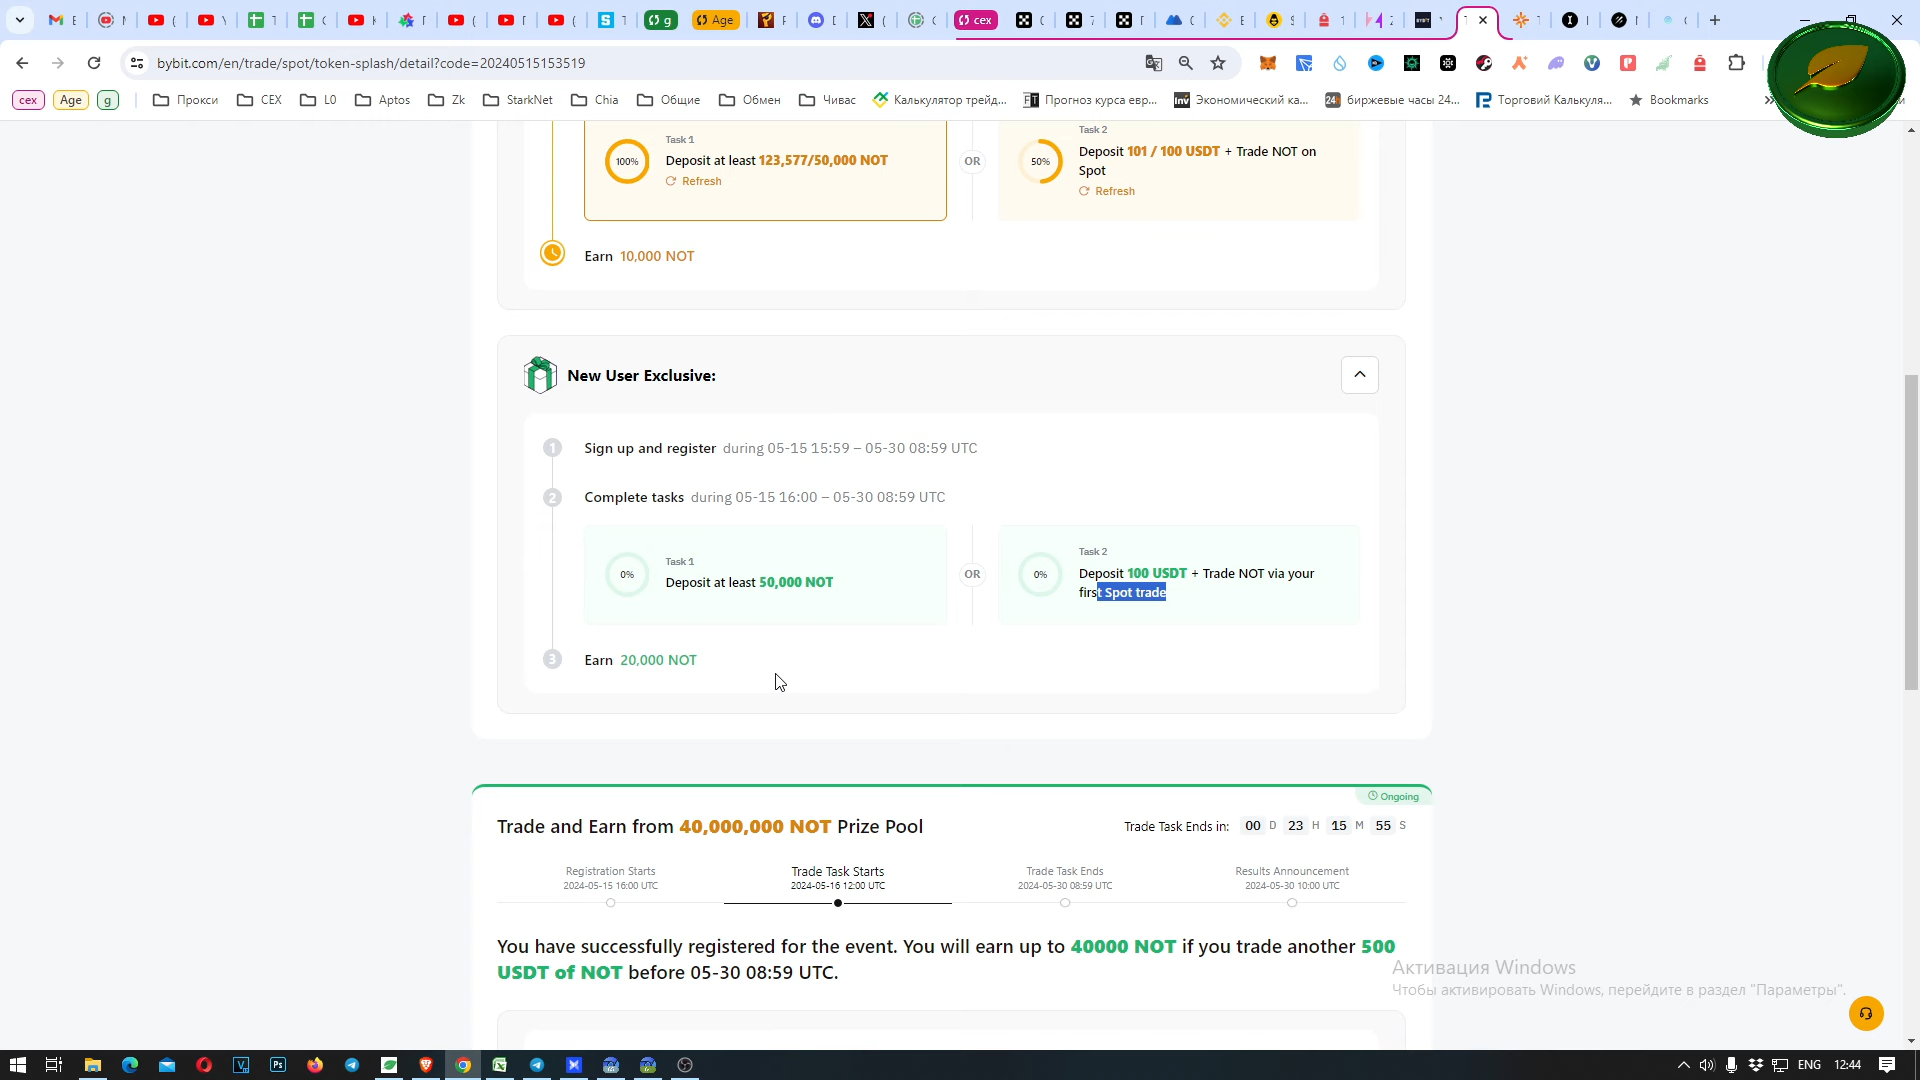 cex
Age
g
bybit.com/en/trade/spot/token-splash/detail?code=20240515153519
cex
Age
g
Прокси
CEX
L0
Aptos
Zk
StarkNet
Chia
Общие
Обмен
Чивас
Калькулятор трейд...
Прогноз курса евр...
Экономический ка...
биржевые часы 24...
Торговий Калькуля...
Bookmarks
Task 1
100%
Deposit at least 123,577/50,000 NOT
Refresh
OR
Task 2
50%
Deposit 101 / 100 USDT + Trade NOT on
Spot
Refresh
Earn 10,000 NOT
New User Exclusive:
1
Sign up and register during 05-15 15:59 – 05-30 08:59 UTC
2
Complete tasks during 05-15 16:00 – 05-30 08:59 UTC
0%
Task 1
Deposit at least 50,000 NOT
OR
0%
Task 2
Deposit 100 USDT + Trade NOT via your
first Spot trade
3
Earn 20,000 NOT
Ongoing
Trade and Earn from 40,000,000 NOT Prize Pool
Trade Task Ends in: 00 D 23 H 15 M 55 S
Registration Starts
2024-05-15 16:00 UTC
Trade Task Starts
2024-05-16 12:00 UTC
Trade Task Ends
2024-05-30 08:59 UTC
Results Announcement
2024-05-30 10:00 UTC
You have successfully registered for the event. You will earn up to 40000 NOT if you trade another 500
USDT of NOT before 05-30 08:59 UTC.
Активация Windows
Чтобы активировать Windows, перейдите в раздел "Параметры".
ENG
12:44